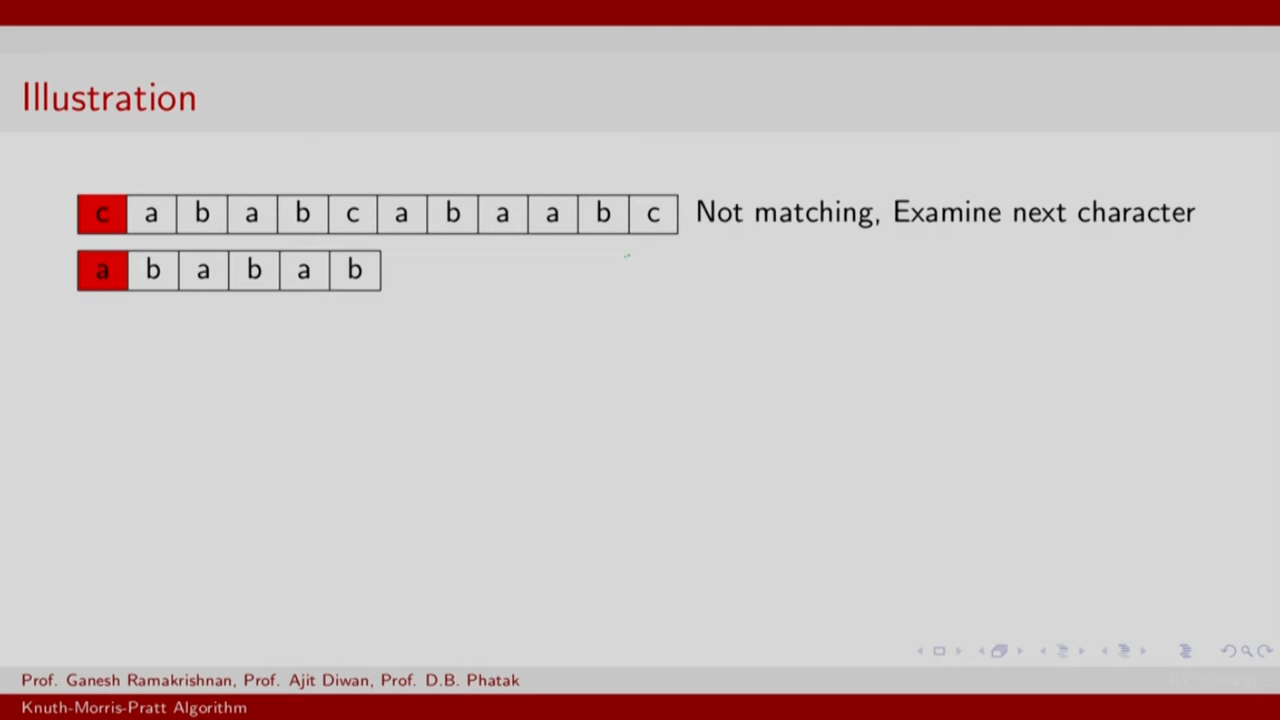 Illustration
c a b a b c a b a a b c Not matching, Examine next character
a b a b a b
Prof. Ganesh Ramakrishnan, Prof. Ajit Diwan, Prof. D.B. Phatak
Knuth-Morris-Pratt Algorithm